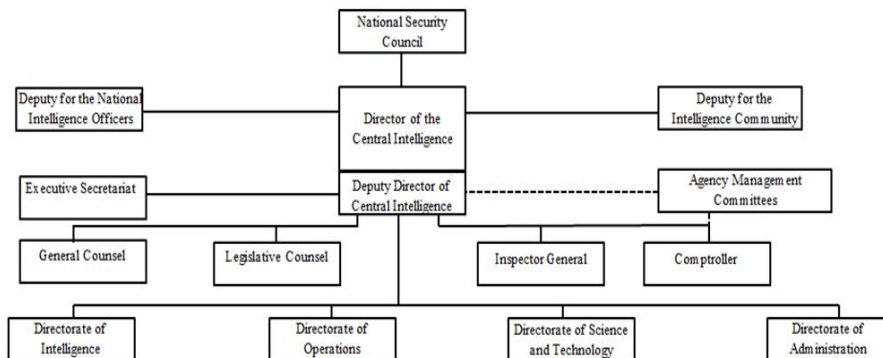 National Security
Council
Deputy for the National
Intelligence Officers
Director of the
Central Intelligence
Deputy for the
Intelligence Community
Executive Secretariat
Deputy Director of
Central Intelligence
Agency Management
Committees
General Counsel
Legislative Counsel
Inspector General
Comptroller
Directorate of
Intelligence
Directorate of
Operations
Directorate of Science
and Technology
Directorate of
Administration